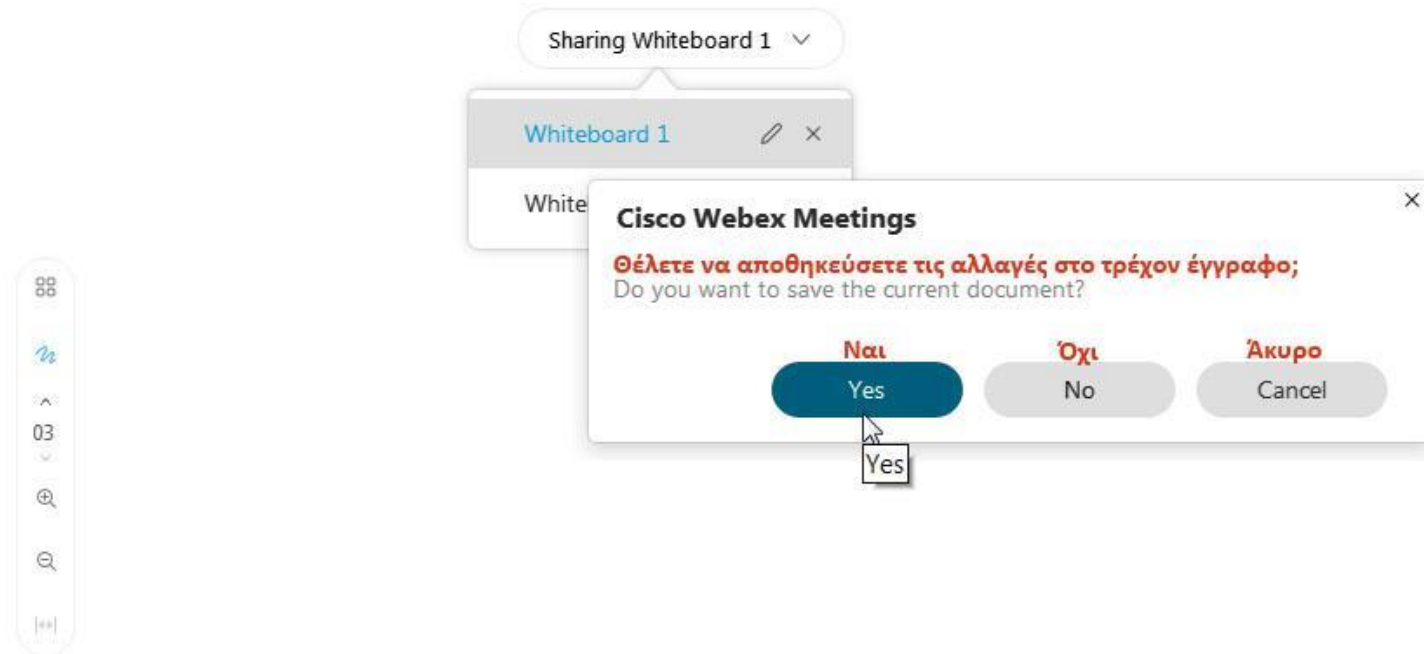 Sharing Whiteboard 1
Whiteboard 1
White
Cisco Webex Meetings
Θέλετε να αποθηκεύσετε τις αλλαγές στο τρέχον έγγραφο;
Do you want to save the current document?
Ναι Όχι Άκυρο
Yes No Cancel
Yes
03